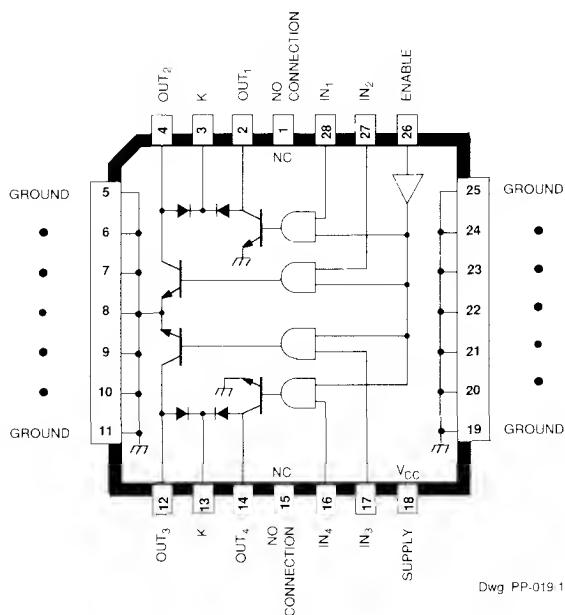 OUT2
K
OUT1
NO
CONNECTION
IN1
IN2
ENABLE
4
3
2
1
28
27
26
NC
GROUND
5
6
7
8
9
10
11
GROUND
25
GROUND
24
23
22
21
20
19
GROUND
NC
VCC
12
13
14
15
16
17
18
OUT3
K
OUT4
NO
CONNECTION
IN4
IN3
SUPPLY
Dwg PP-019-1